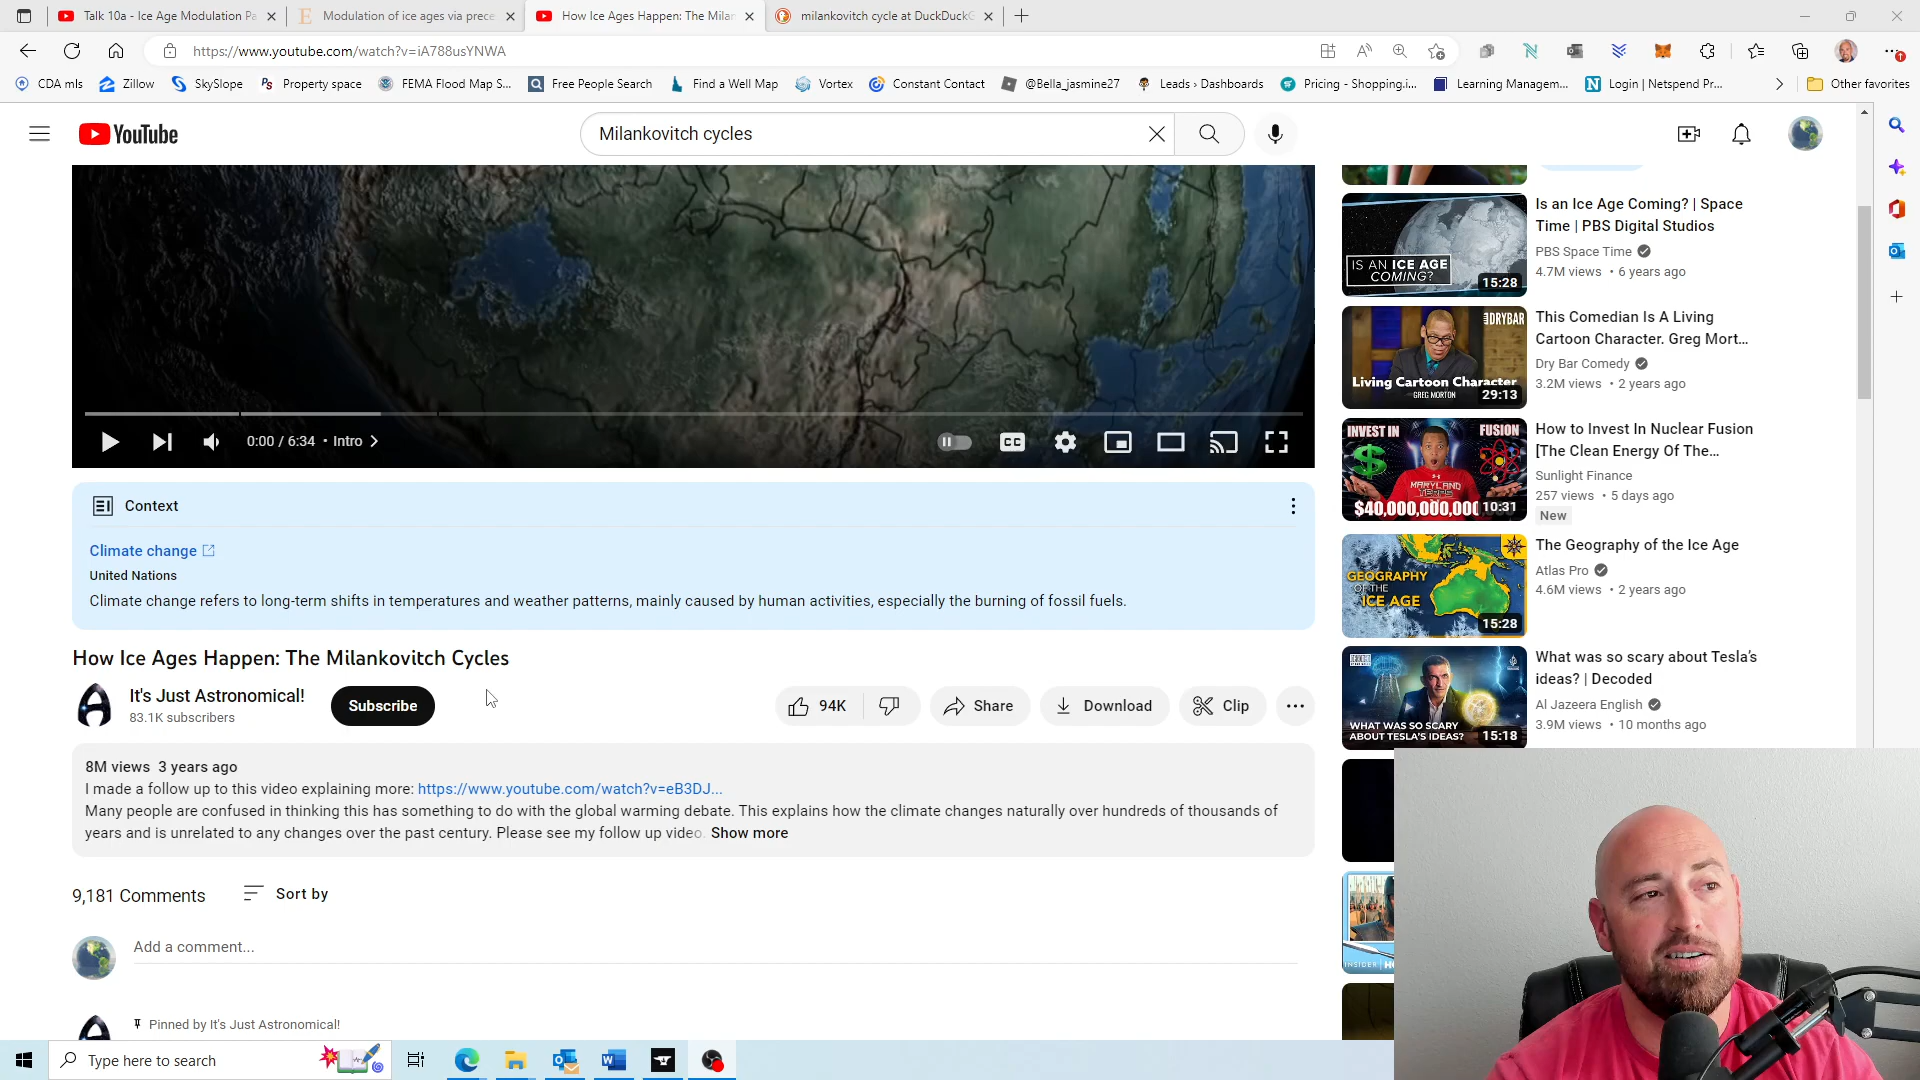 Talk 10a - Ice Age Modulation Pa
Modulation of ice ages via prece
How Ice Ages Happen: The Milan
milankovitch cycle at DuckDuckG
https://www.youtube.com/watch?v=iA788usYNWA
CDA mls
Zillow
SkySlope
Property space
FEMA Flood Map S...
Free People Search
Find a Well Map
Vortex
Constant Contact
@Bella_jasmine27
Leads › Dashboards
Pricing - Shopping.i...
Learning Managem...
Login | Netspend Pr...
Other favorites
YouTube
Milankovitch cycles
0:00 / 6:34 • Intro
CC
Context
Climate change
United Nations
Climate change refers to long-term shifts in temperatures and weather patterns, mainly caused by human activities, especially the burning of fossil fuels.
How Ice Ages Happen: The Milankovitch Cycles
It's Just Astronomical!
83.1K subscribers
Subscribe
94K
Share
Download
Clip
8M views 3 years ago
I made a follow up to this video explaining more: https://www.youtube.com/watch?v=eB3DJ...
Many people are confused in thinking this has something to do with the global warming debate. This explains how the climate changes naturally over hundreds of thousands of
years and is unrelated to any changes over the past century. Please see my follow up video. Show more
9,181 Comments
Sort by
Add a comment...
Pinned by It's Just Astronomical!
IS AN ICE AGE
COMING?
15:28
Is an Ice Age Coming? | Space
Time | PBS Digital Studios
PBS Space Time
4.7M views • 6 years ago
DRYBAR
Living Cartoon Character
GREG MORTON
29:13
This Comedian Is A Living
Cartoon Character. Greg Mort...
Dry Bar Comedy
3.2M views • 2 years ago
INVEST IN FUSION
MARYLAND
TERPS
$40,000,000,000
10:31
How to Invest In Nuclear Fusion
[The Clean Energy Of The...
Sunlight Finance
257 views • 5 days ago
New
GEOGRAPHY
OF THE
ICE AGE
15:28
The Geography of the Ice Age
Atlas Pro
4.6M views • 2 years ago
WHAT WAS SO SCARY
ABOUT TESLA'S IDEAS?
15:18
What was so scary about Tesla's
ideas? | Decoded
Al Jazeera English
3.9M views • 10 months ago
INSIDER
Type here to search